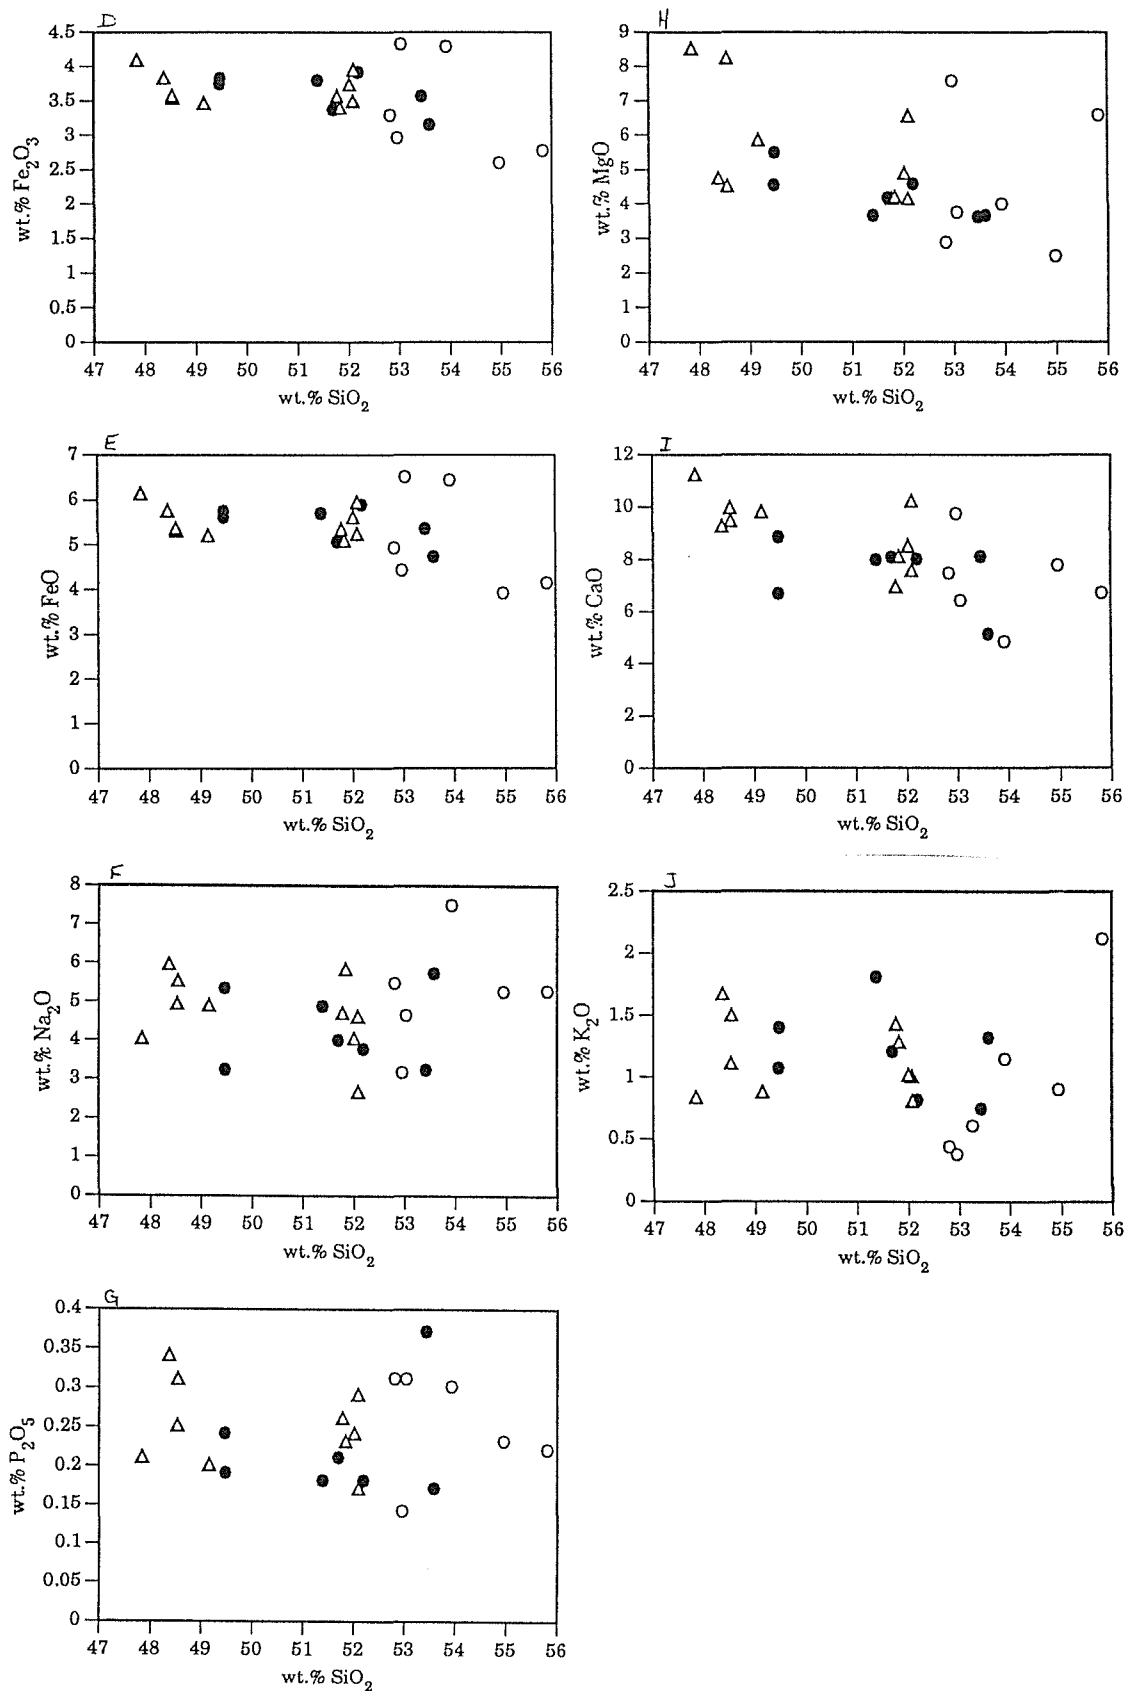 D
4.5
4
3.5
3
2.5
2
1.5
1
0.5
0
wt.% Fe2O3
47 48 49 50 51 52 53 54 55 56
wt.% SiO2
H
9
8
7
6
5
4
3
2
1
0
wt.% MgO
47 48 49 50 51 52 53 54 55 56
wt.% SiO2
E
7
6
5
4
3
2
1
0
wt.% FeO
47 48 49 50 51 52 53 54 55 56
wt.% SiO2
I
12
10
8
6
4
2
0
wt.% CaO
47 48 49 50 51 52 53 54 55 56
wt.% SiO2
F
8
7
6
5
4
3
2
1
0
wt.% Na2O
47 48 49 50 51 52 53 54 55 56
wt.% SiO2
J
2.5
2
1.5
1
0.5
0
wt.% K2O
47 48 49 50 51 52 53 54 55 56
wt.% SiO2
G
0.4
0.35
0.3
0.25
0.2
0.15
0.1
0.05
0
wt.% P2O5
47 48 49 50 51 52 53 54 55 56
wt.% SiO2